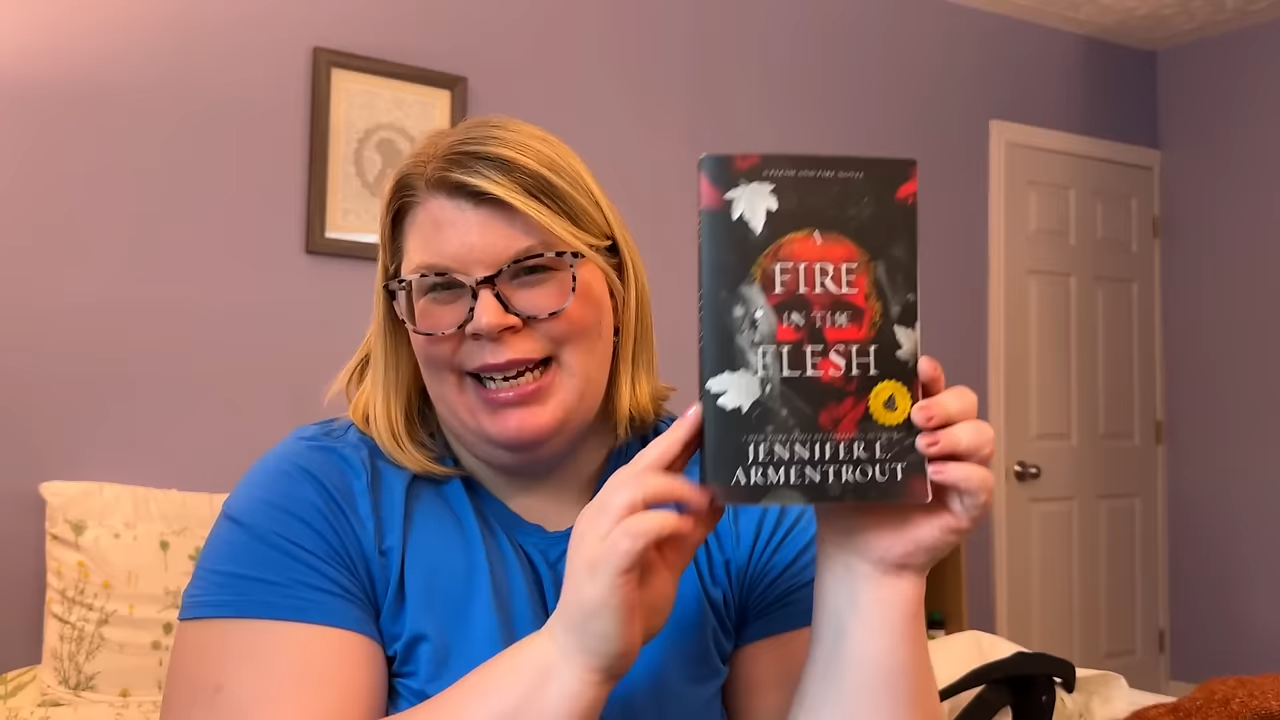 A
FIRE
IN THE
FLESH
JENNIFER L.
ARMENTROUT